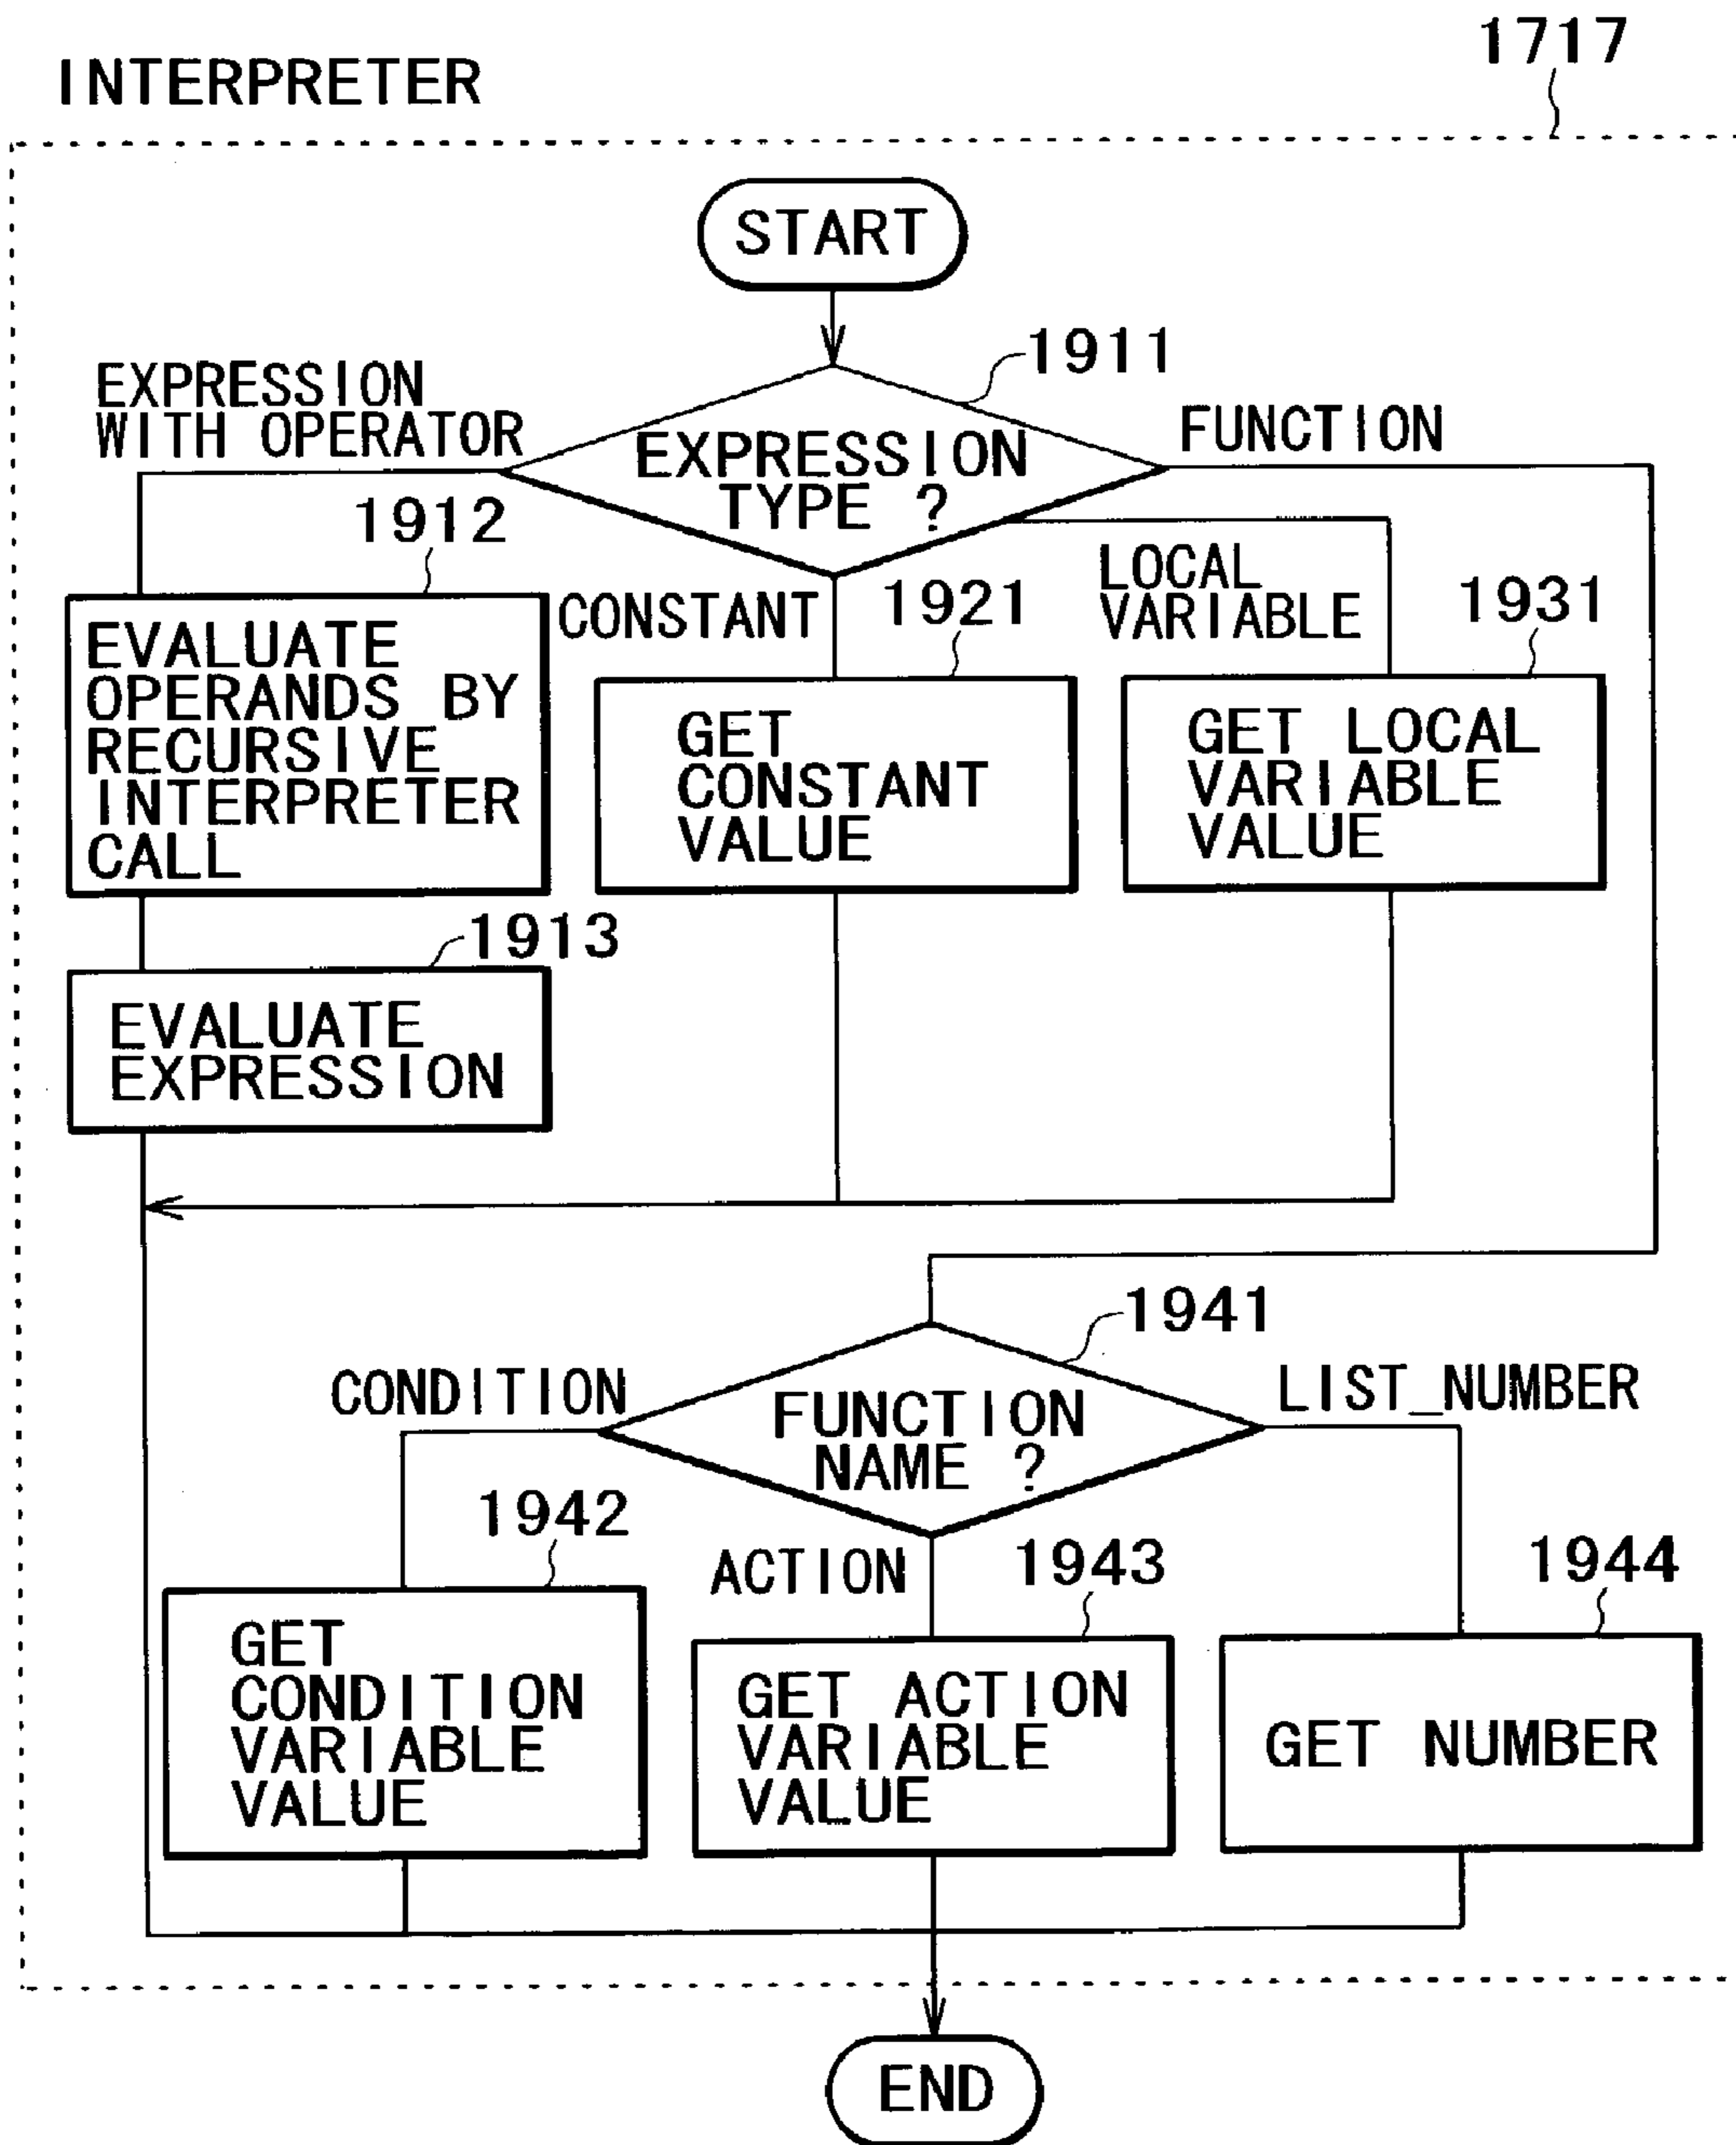 1717
INTERPRETER
START
1911
EXPRESSION
WITH OPERATOR
FUNCTION
EXPRESSION
TYPE ?
1912
CONSTANT
1921
LOCAL
VARIABLE
1931
EVALUATE
OPERANDS BY
RECURSIVE
INTERPRETER
CALL
GET
CONSTANT
VALUE
GET LOCAL
VARIABLE
VALUE
1913
EVALUATE
EXPRESSION
1941
CONDITION
LIST_NUMBER
FUNCTION
NAME ?
1942
ACTION
1943
1944
GET
CONDITION
VARIABLE
VALUE
GET ACTION
VARIABLE
VALUE
GET NUMBER
END